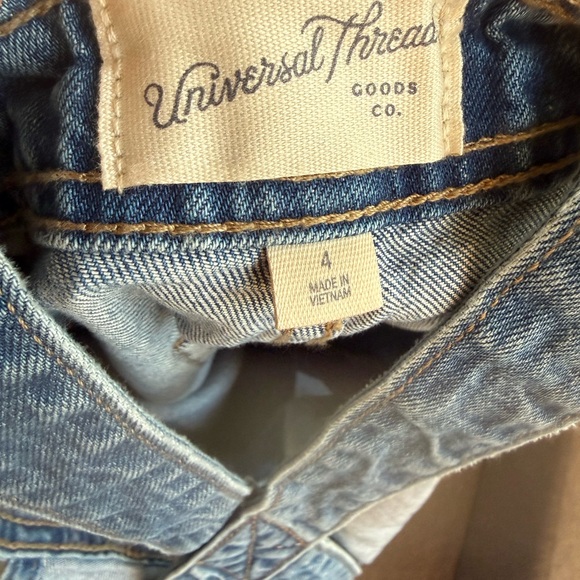 Universal Thread
GOODS
CO.
4
MADE IN
VIETNAM